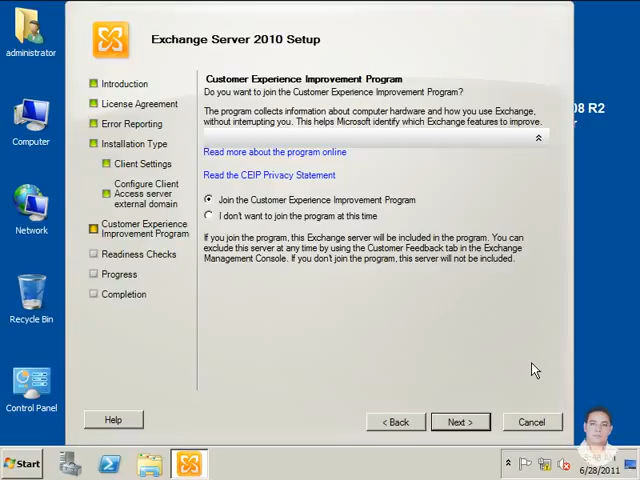 administrator
Computer
Network
Recycle Bin
Control Panel
Exchange Server 2010 Setup
Introduction
License Agreement
Error Reporting
Installation Type
Client Settings
Configure Client
Access server
external domain
Customer Experience
Improvement Program
Readiness Checks
Progress
Completion
Customer Experience Improvement Program
Do you want to join the Customer Experience Improvement Program?
The program collects information about computer hardware and how you use Exchange,
without interrupting you. This helps Microsoft identify which Exchange features to improve.
Read more about the program online
Read the CEIP Privacy Statement
Join the Customer Experience Improvement Program
I don't want to join the program at this time
If you join the program, this Exchange server will be included in the program. You can
exclude this server at any time by using the Customer Feedback tab in the Exchange
Management Console. If you don't join the program, this server will not be included.
Help
< Back
Next >
Cancel
08 R2
r
Start
6/28/2011